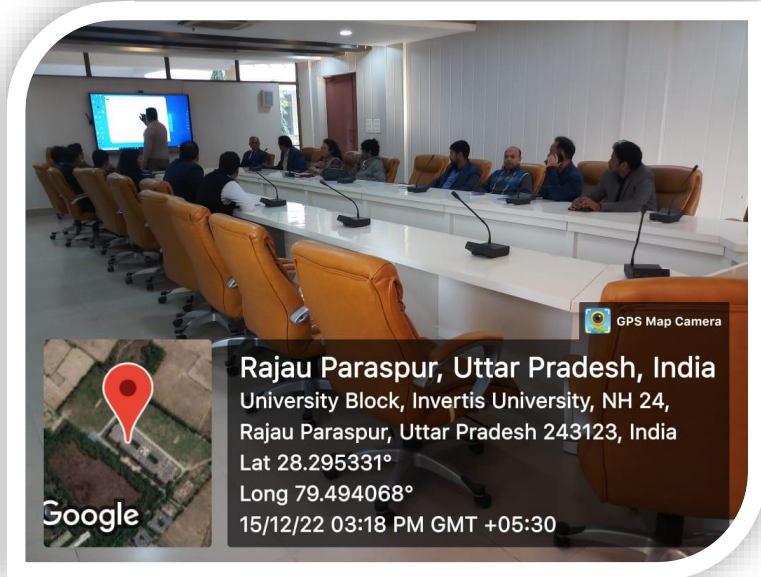 GPS Map Camera
Rajau Paraspur, Uttar Pradesh, India
University Block, Invertis University, NH 24,
Rajau Paraspur, Uttar Pradesh 243123, India
Lat 28.295331°
Long 79.494068°
15/12/22 03:18 PM GMT +05:30
Google